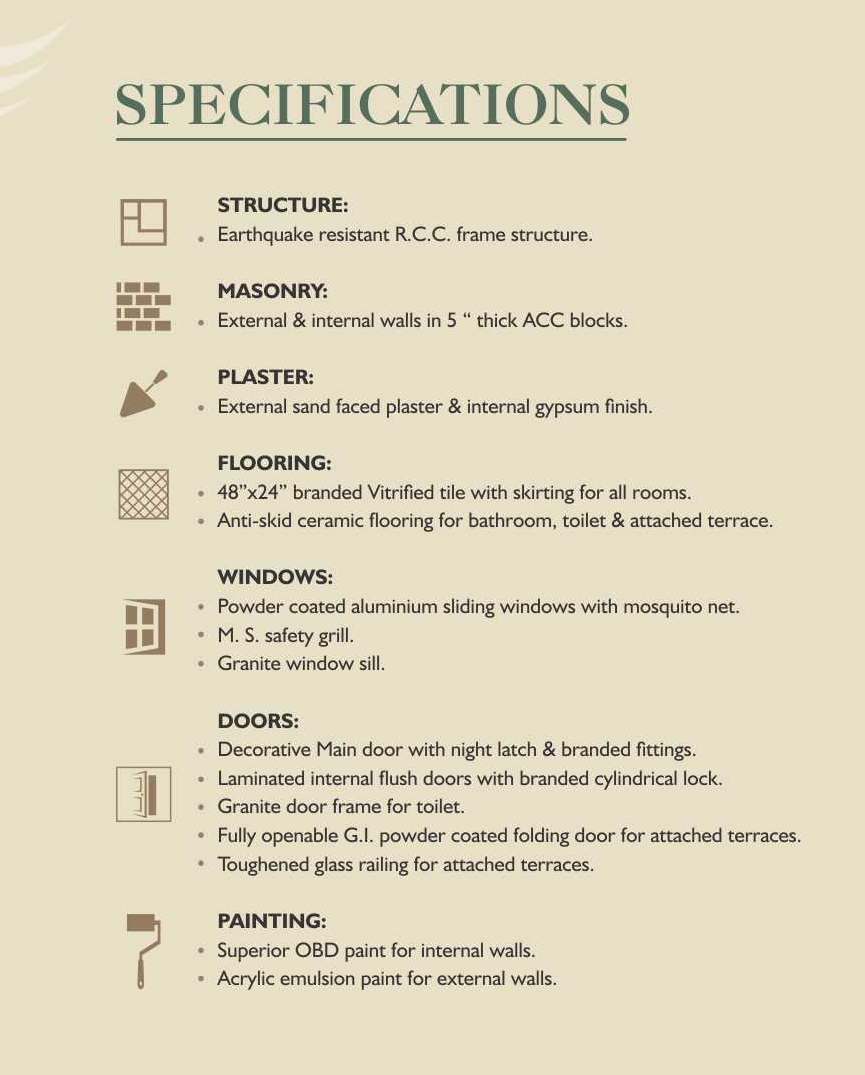 SPECIFICATIONS
STRUCTURE:
• Earthquake resistant R.C.C. frame structure.
MASONRY:
• External & internal walls in 5 “ thick ACC blocks.
PLASTER:
• External sand faced plaster & internal gypsum finish.
FLOORING:
• 48”x24” branded Vitrified tile with skirting for all rooms.
• Anti-skid ceramic flooring for bathroom, toilet & attached terrace.
WINDOWS:
• Powder coated aluminium sliding windows with mosquito net.
• M. S. safety grill.
• Granite window sill.
DOORS:
• Decorative Main door with night latch & branded fittings.
• Laminated internal flush doors with branded cylindrical lock.
• Granite door frame for toilet.
• Fully openable G.I. powder coated folding door for attached terraces.
• Toughened glass railing for attached terraces.
PAINTING:
• Superior OBD paint for internal walls.
• Acrylic emulsion paint for external walls.